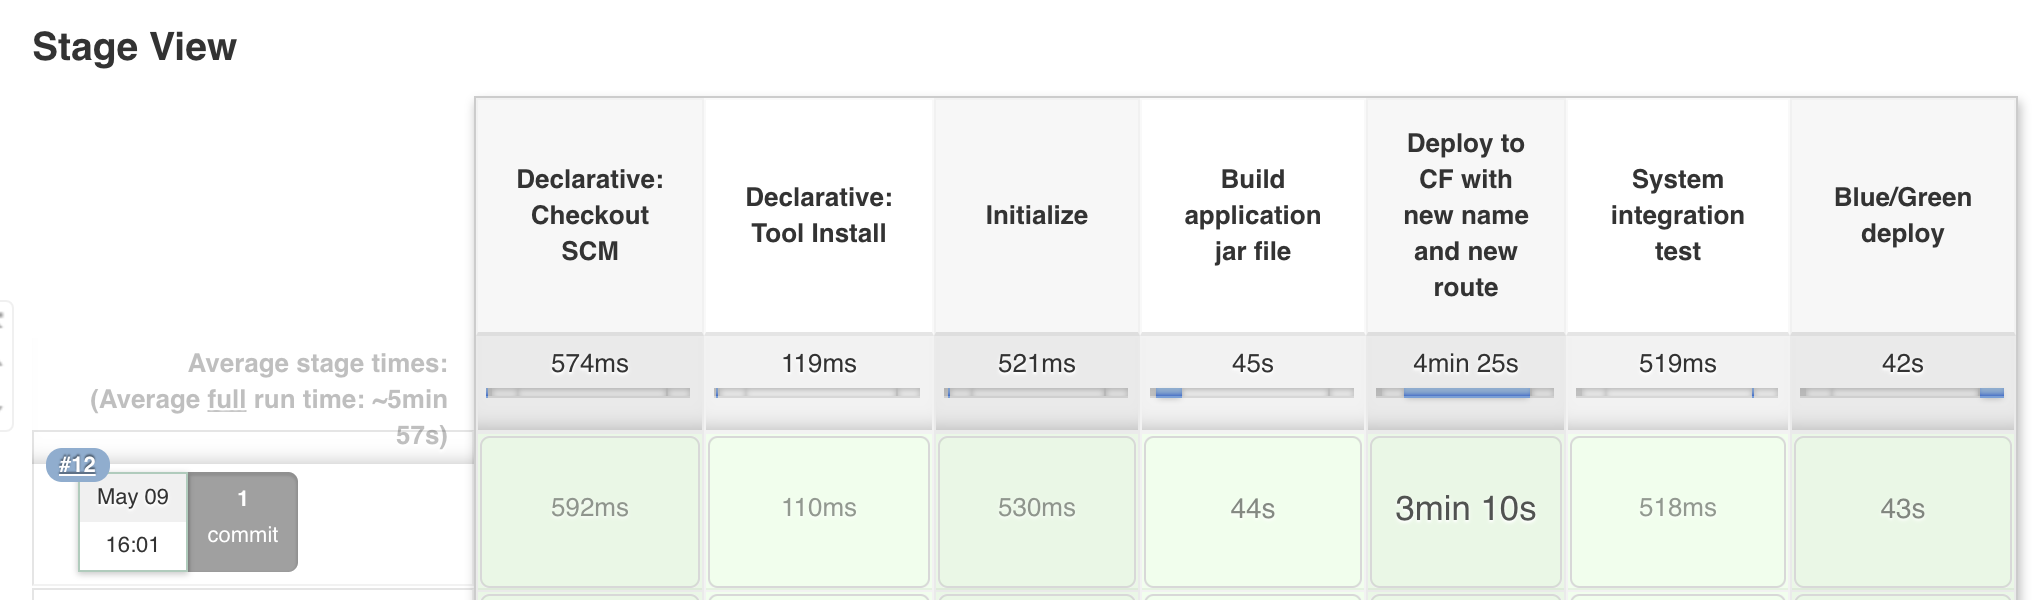 Stage View
Declarative:
Checkout
SCM
Declarative:
Tool Install
Initialize
Build
application
jar file
Deploy to
CF with
new name
and new
route
System
integration
test
Blue/Green
deploy
Average stage times:
(Average full run time: ~5min
57s)
574ms
119ms
521ms
45s
4min 25s
519ms
42s
#12
May 09
16:01
1
commit
592ms
110ms
530ms
44s
3min 10s
518ms
43s